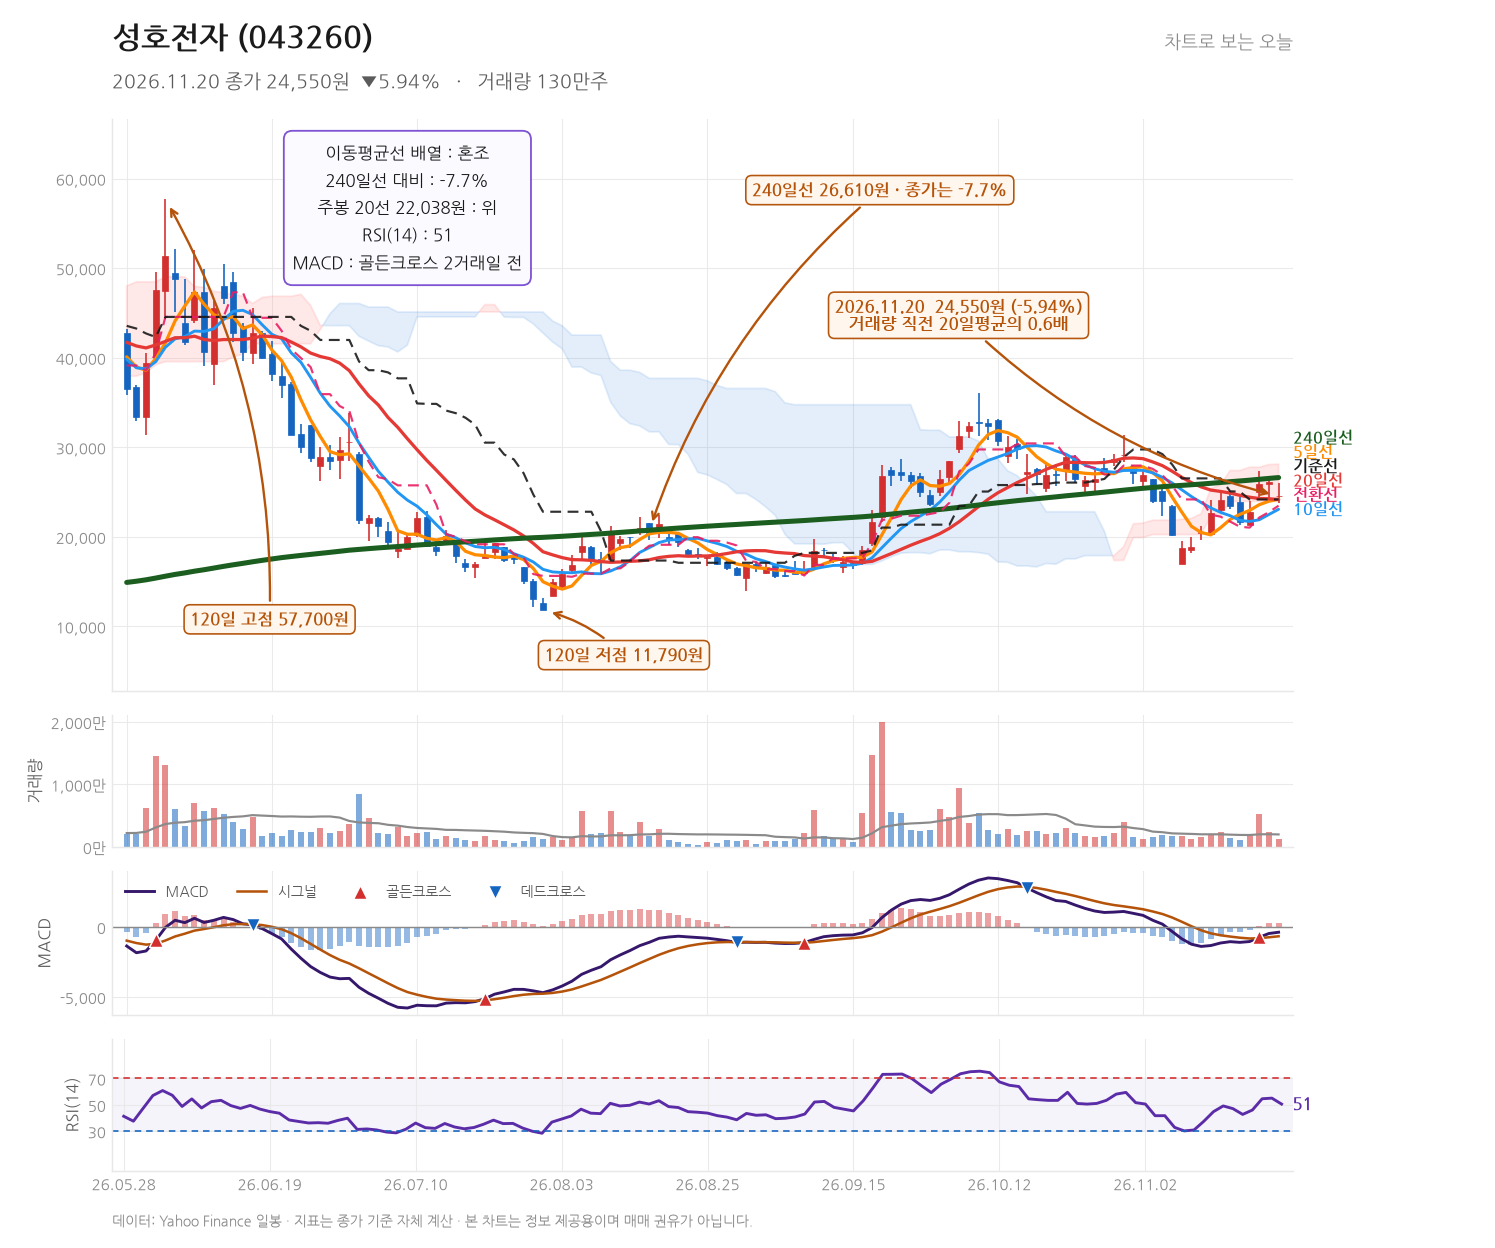 성호전자 (043260)
차트로 보는 오늘
2026.11.20 종가 24,550원 ▼5.94% · 거래량 130만주
이동평균선 배열 : 혼조
240일선 대비 : -7.7%
주봉 20선 22,038원 : 위
RSI(14) : 51
MACD : 골든크로스 2거래일 전
240일선 26,610원 · 종가는 -7.7%
2026.11.20 24,550원 (-5.94%)
거래량 직전 20일평균의 0.6배
120일 고점 57,700원
120일 저점 11,790원
60,000
50,000
40,000
30,000
20,000
10,000
240일선
5일선
기준선
20일선
전환선
10일선
거래량
2,000만
1,000만
0만
MACD
MACD
시그널
골든크로스
데드크로스
0
-5,000
RSI(14)
70
50
30
51
26.05.28
26.06.19
26.07.10
26.08.03
26.08.25
26.09.15
26.10.12
26.11.02
데이터: Yahoo Finance 일봉 · 지표는 종가 기준 자체 계산 · 본 차트는 정보 제공용이며 매매 권유가 아닙니다.